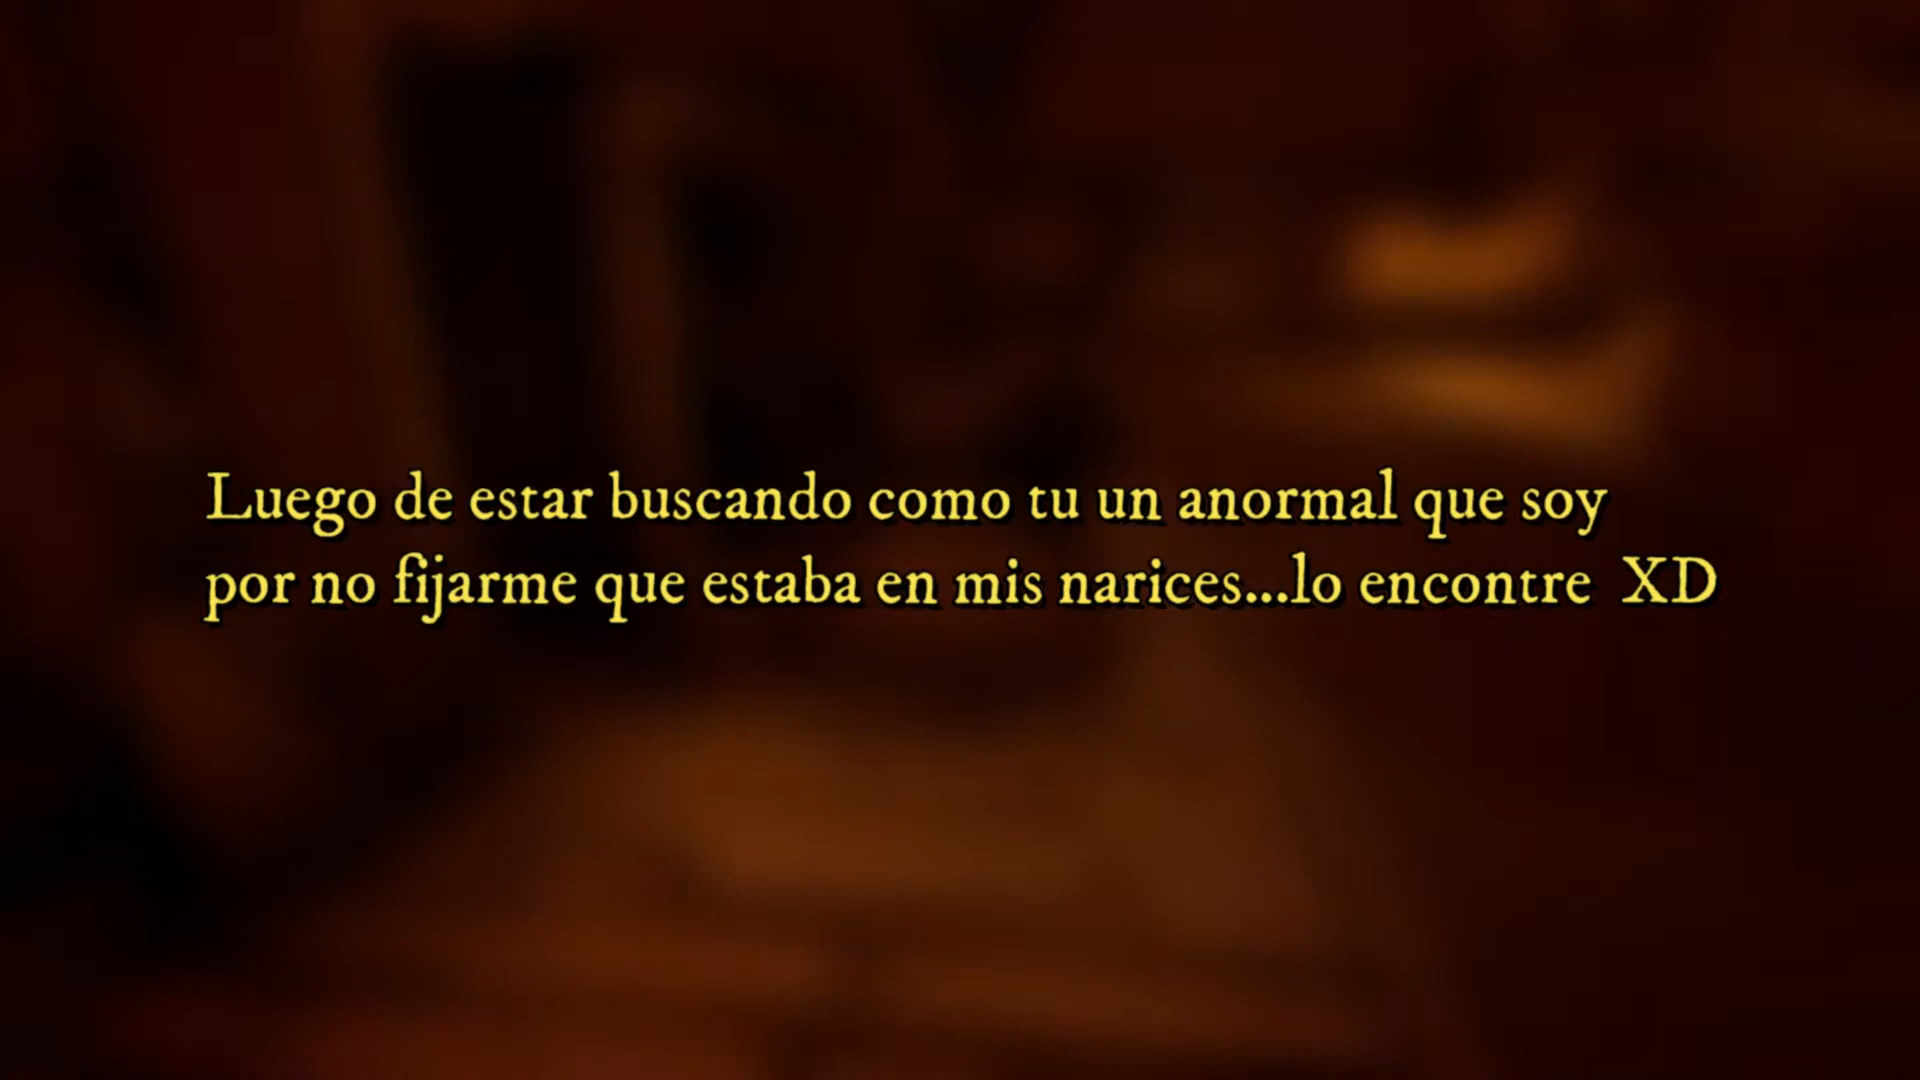 Luego de estar buscando como tu un anormal que soy
por no fijarme que estaba en mis narices...lo encontre XD